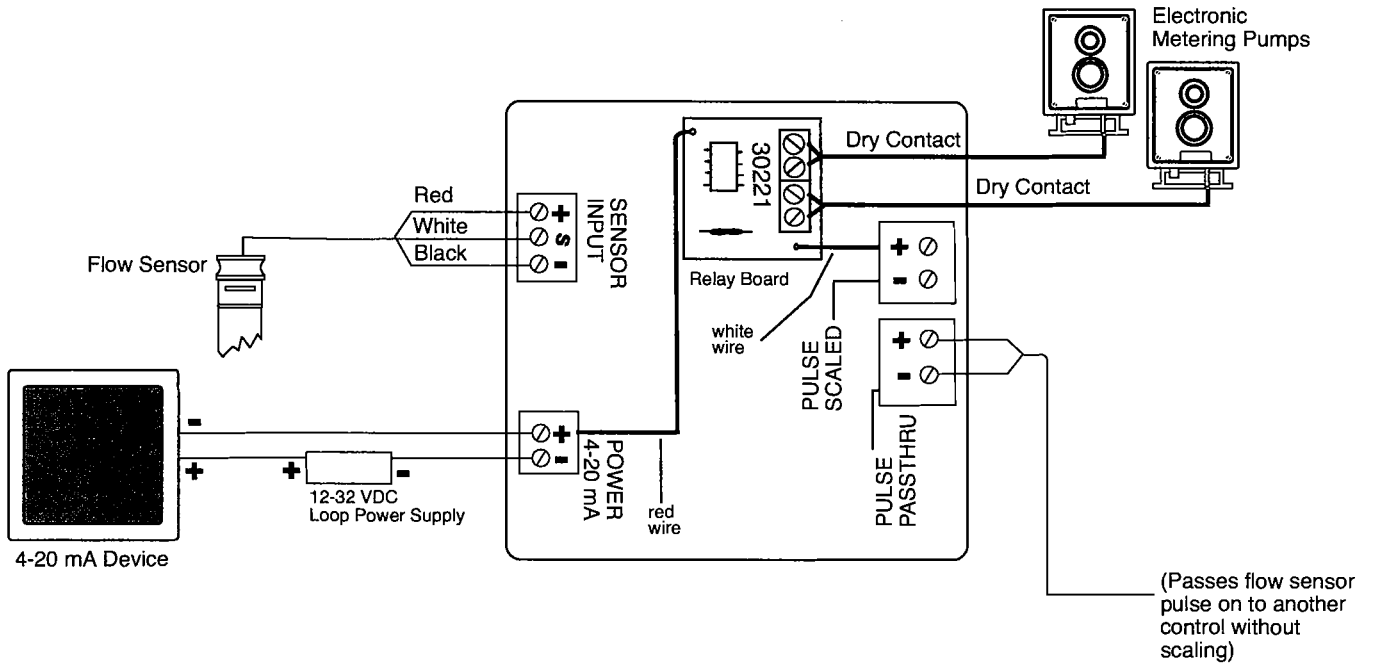 Electronic
Metering Pumps
Dry Contact
30221
Dry Contact
Red
White
Black
+
S
-
SENSOR
INPUT
Flow Sensor
Relay Board
white
wire
+
-
PULSE
SCALED
+
-
PULSE
PASSTHRU
-
+
+
-
12-32 VDC
Loop Power Supply
+
-
POWER
4-20 mA
red
wire
4-20 mA Device
(Passes flow sensor
pulse on to another
control without
scaling)